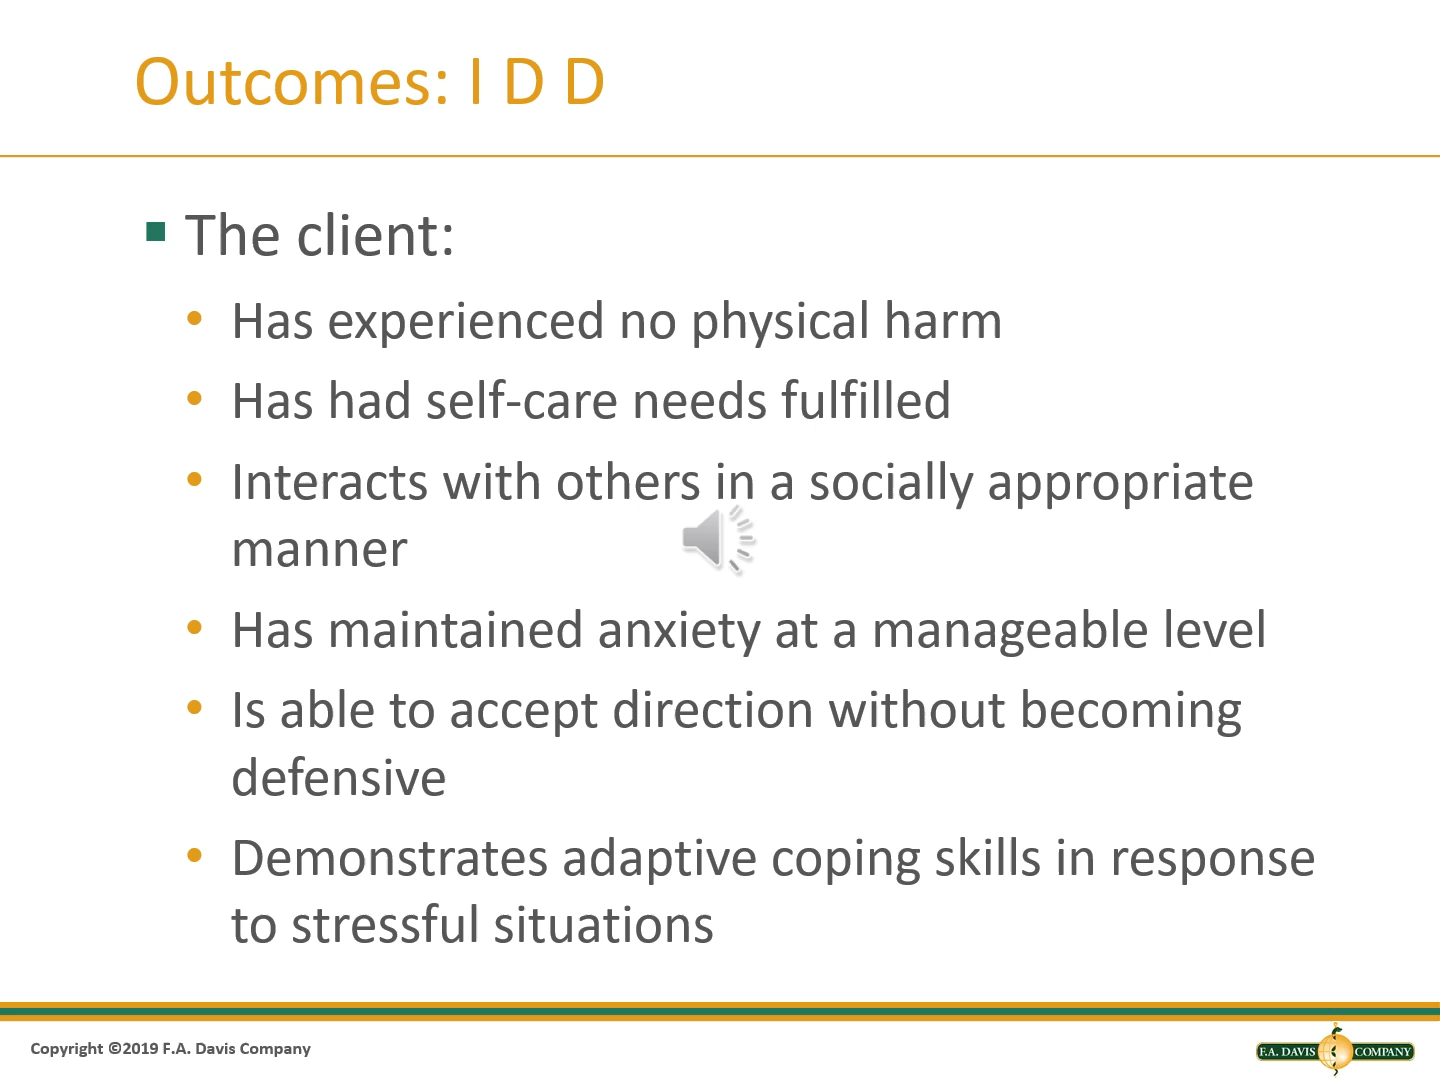 Outcomes: I D D
The client:
Has experienced no physical harm
Has had self-care needs fulfilled
Interacts with others in a socially appropriate
manner
Has maintained anxiety at a manageable level
Is able to accept direction without becoming
defensive
Demonstrates adaptive coping skills in response
to stressful situations
Copyright ©2019 F.A. Davis Company
F.A. DAVIS COMPANY